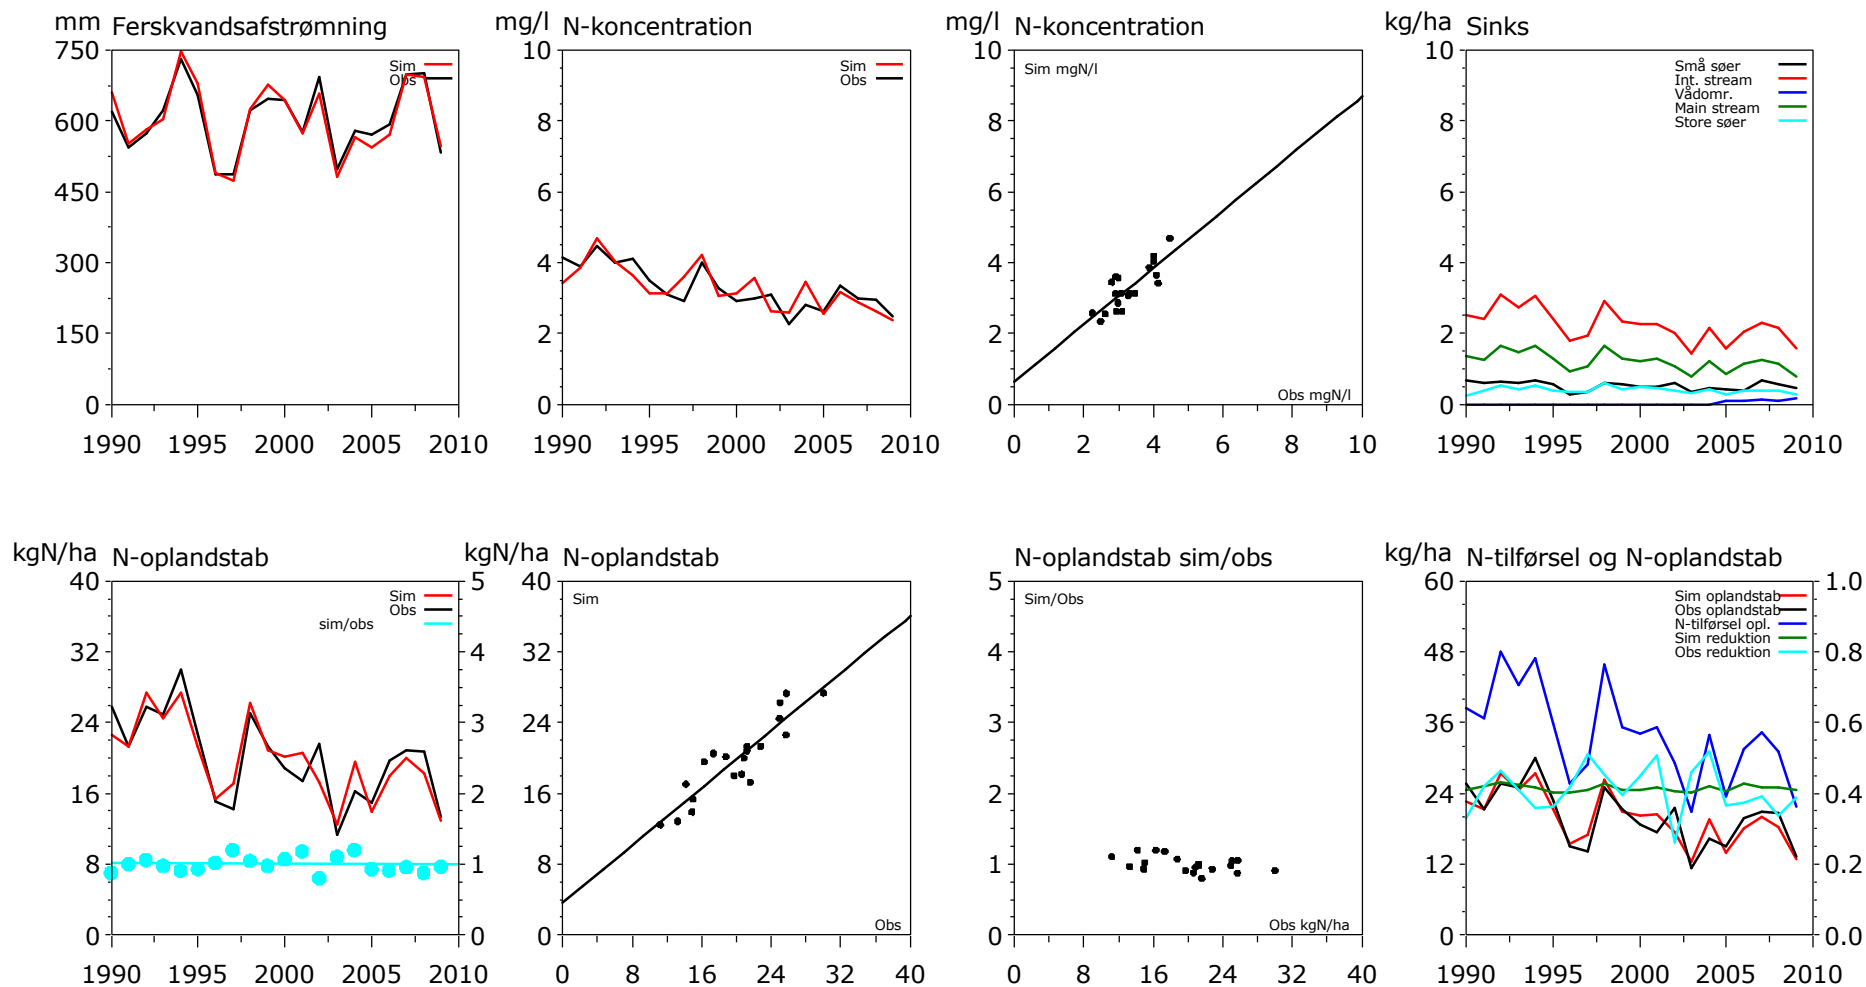 mm Ferskvandsafstrømning
750
600
450
300
150
0
1990 1995 2000 2005 2010
Sim
Obs
mg/l N-koncentration
10
8
6
4
2
0
1990 1995 2000 2005 2010
Sim
Obs
mg/l N-koncentration
10
8
6
4
2
0
0 2 4 6 8 10
Sim mgN/l
Obs mgN/l
kg/ha Sinks
10
8
6
4
2
0
1990 1995 2000 2005 2010
Små søer
Int. stream
Vådomr.
Main stream
Store søer
kgN/ha N-oplandstab
40
32
24
16
8
0
5
4
3
2
1
0
1990 1995 2000 2005 2010
Sim
Obs
sim/obs
kgN/ha N-oplandstab
40
32
24
16
8
0
0 8 16 24 32 40
Sim
Obs
N-oplandstab sim/obs
5
4
3
2
1
0
0 8 16 24 32 40
Sim/Obs
Obs kgN/ha
kg/ha N-tilførsel og N-oplandstab
60
48
36
24
12
0
1.0
0.8
0.6
0.4
0.2
0.0
1990 1995 2000 2005 2010
Sim oplandstab
Obs oplandstab
N-tilførsel opl.
Sim reduktion
Obs reduktion